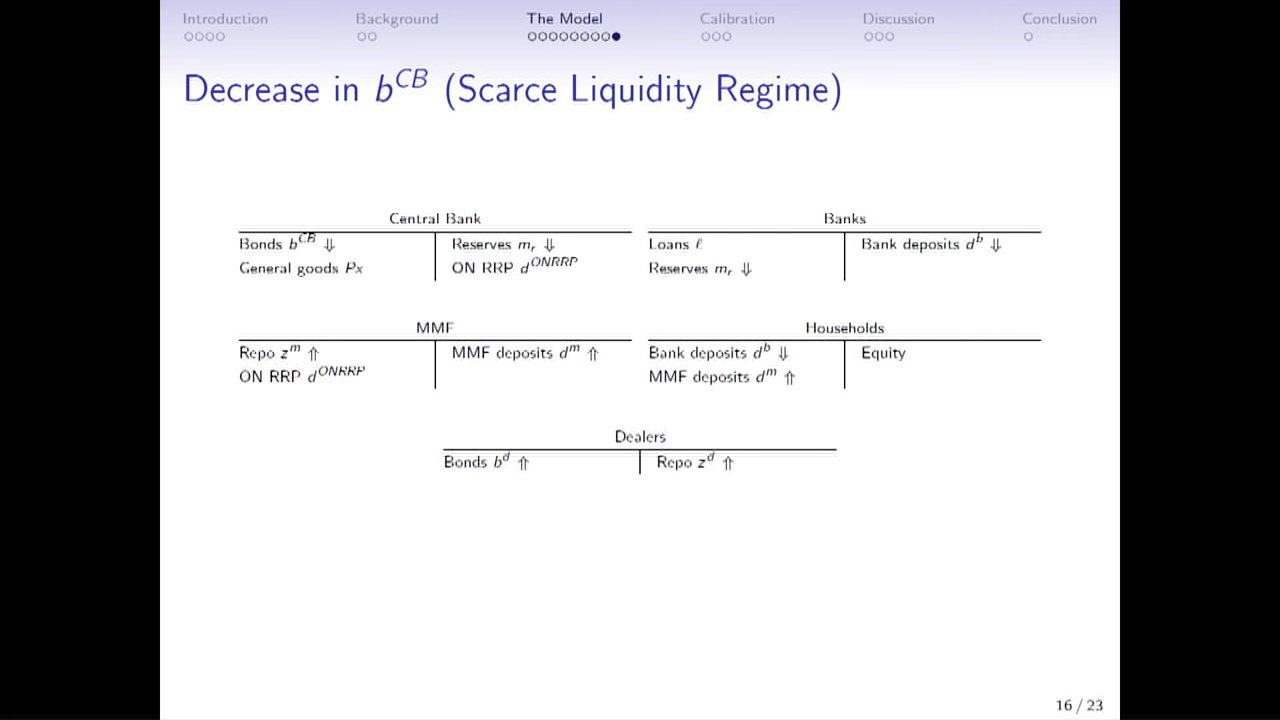 Introduction Background The Model Calibration Discussion Conclusion
Decrease in b^CB (Scarce Liquidity Regime)
Central Bank
Bonds b^CB ⇓ Reserves m_r ⇓
General goods Px ON RRP d^ONRRP
Banks
Loans ℓ Bank deposits d^b ⇓
Reserves m_r ⇓
MMF
Repo z^m ⇑ MMF deposits d^m ⇑
ON RRP d^ONRRP
Households
Bank deposits d^b ⇓ Equity
MMF deposits d^m ⇑
Dealers
Bonds b^d ⇑ Repo z^d ⇑
16 / 23